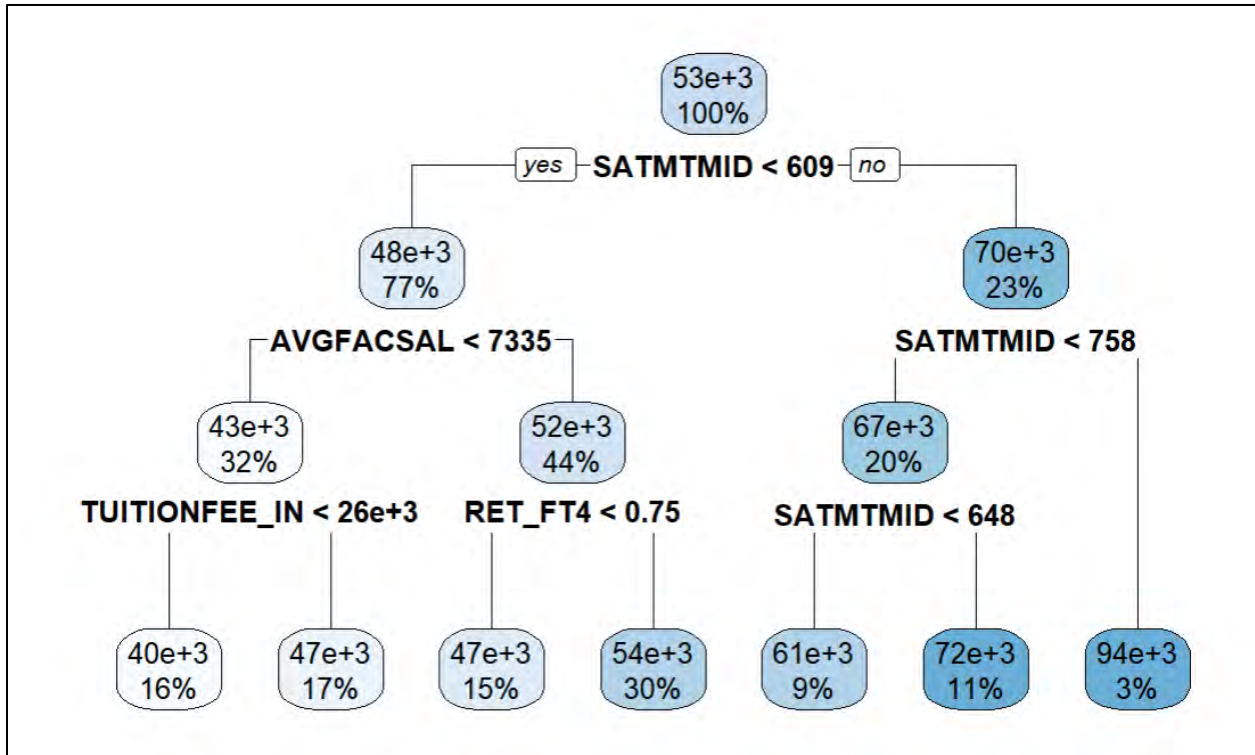 53e+3
100%
yes SATMTMID < 609 no
48e+3
77%
70e+3
23%
AVGFACSAL < 7335
SATMTMID < 758
43e+3
32%
52e+3
44%
67e+3
20%
TUITIONFEE_IN < 26e+3
RET_FT4 < 0.75
SATMTMID < 648
40e+3
16%
47e+3
17%
47e+3
15%
54e+3
30%
61e+3
9%
72e+3
11%
94e+3
3%